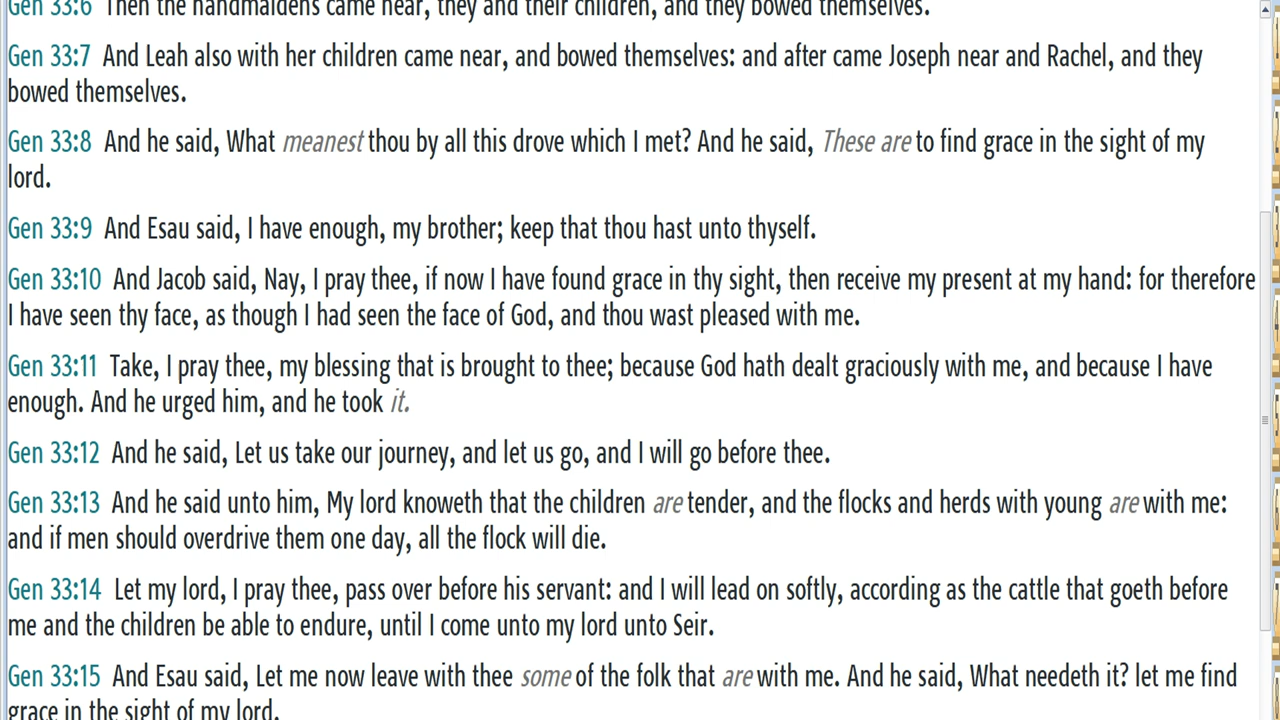 Gen 33:6 Then the handmaidens came near, they and their children, and they bowed themselves.
Gen 33:7 And Leah also with her children came near, and bowed themselves: and after came Joseph near and Rachel, and they
bowed themselves.
Gen 33:8 And he said, What meanest thou by all this drove which I met? And he said, These are to find grace in the sight of my
lord.
Gen 33:9 And Esau said, I have enough, my brother; keep that thou hast unto thyself.
Gen 33:10 And Jacob said, Nay, I pray thee, if now I have found grace in thy sight, then receive my present at my hand: for therefore
I have seen thy face, as though I had seen the face of God, and thou wast pleased with me.
Gen 33:11 Take, I pray thee, my blessing that is brought to thee; because God hath dealt graciously with me, and because I have
enough. And he urged him, and he took it.
Gen 33:12 And he said, Let us take our journey, and let us go, and I will go before thee.
Gen 33:13 And he said unto him, My lord knoweth that the children are tender, and the flocks and herds with young are with me:
and if men should overdrive them one day, all the flock will die.
Gen 33:14 Let my lord, I pray thee, pass over before his servant: and I will lead on softly, according as the cattle that goeth before
me and the children be able to endure, until I come unto my lord unto Seir.
Gen 33:15 And Esau said, Let me now leave with thee some of the folk that are with me. And he said, What needeth it? let me find
grace in the sight of my lord.